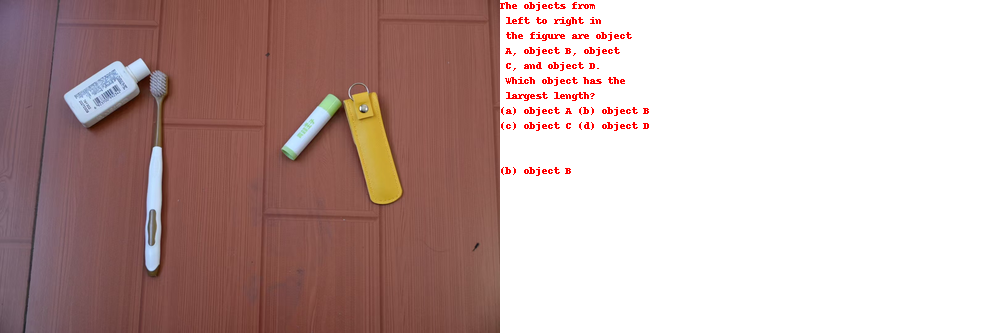 The objects from
left to right in
the figure are object
A, object B, object
C, and object D.
Which object has the
largest length?
(a) object A (b) object B
(c) object C (d) object D
(b) object B